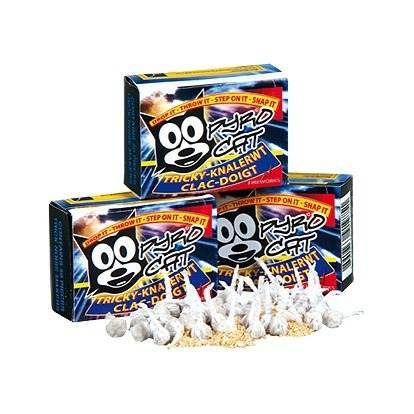 DROP IT - THROW IT - STEP ON IT - SNAP IT
PYRO
CAT
TRICKY-KNALERWT
CLAC-DOIGT
FIREWORKS
DROP IT - THROW IT - STEP ON IT - SNAP IT
PYRO
CAT
TRICKY-KNALERWT
CLAC-DOIGT
IT - THROW IT - STEP ON IT - SNAP IT
PYRO
CAT
KNALERWT
DOIGT